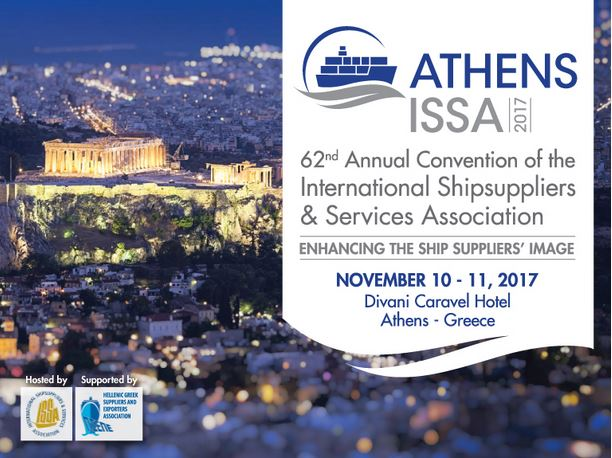 ATHENS
ISSA 2017
62nd Annual Convention of the
International Shipsuppliers
& Services Association
ENHANCING THE SHIP SUPPLIERS' IMAGE
NOVEMBER 10 - 11, 2017
Divani Caravel Hotel
Athens - Greece
Hosted by
INTERNATIONAL SHIPSUPPLIERS & SERVICES
ISSA
ASSOCIATION
Supported by
HELLENIC GREEK
SUPPLIERS AND
EXPORTERS
ASSOCIATION